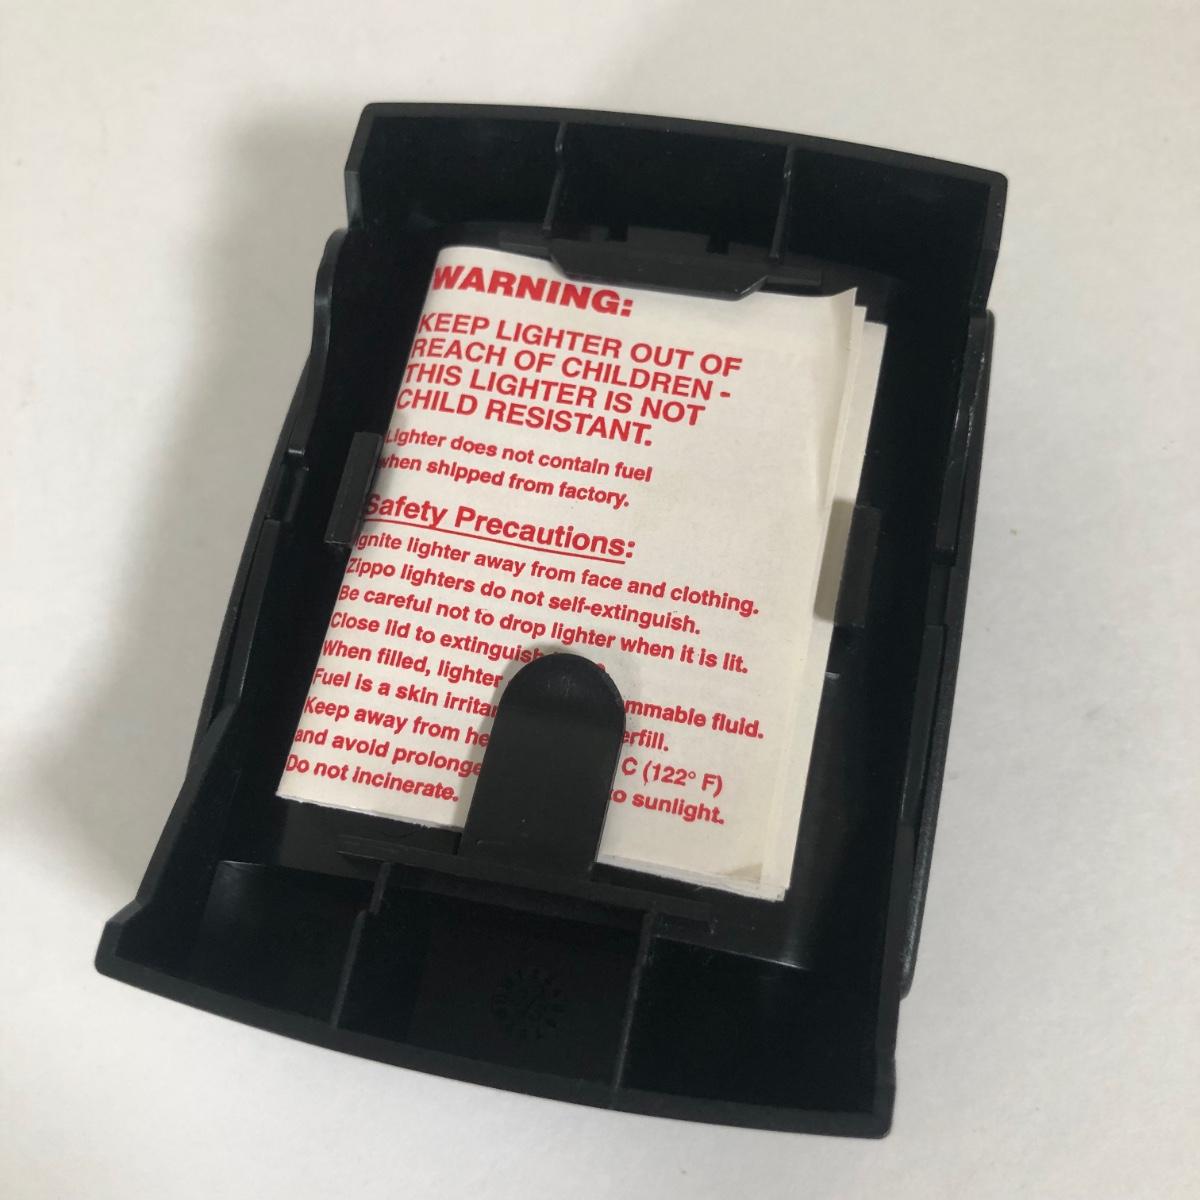 WARNING:
KEEP LIGHTER OUT OF
REACH OF CHILDREN -
THIS LIGHTER IS NOT
CHILD RESISTANT.
Lighter does not contain fuel
when shipped from factory.
Safety Precautions:
Ignite lighter away from face and clothing.
Zippo lighters do not self-extinguish.
Be careful not to drop lighter when it is lit.
Close lid to extinguish
When filled, lighter mmable fluid.
Fuel is a skin irritan erfill.
Keep away from he C (122° F)
and avoid prolonge o sunlight.
Do not incinerate.